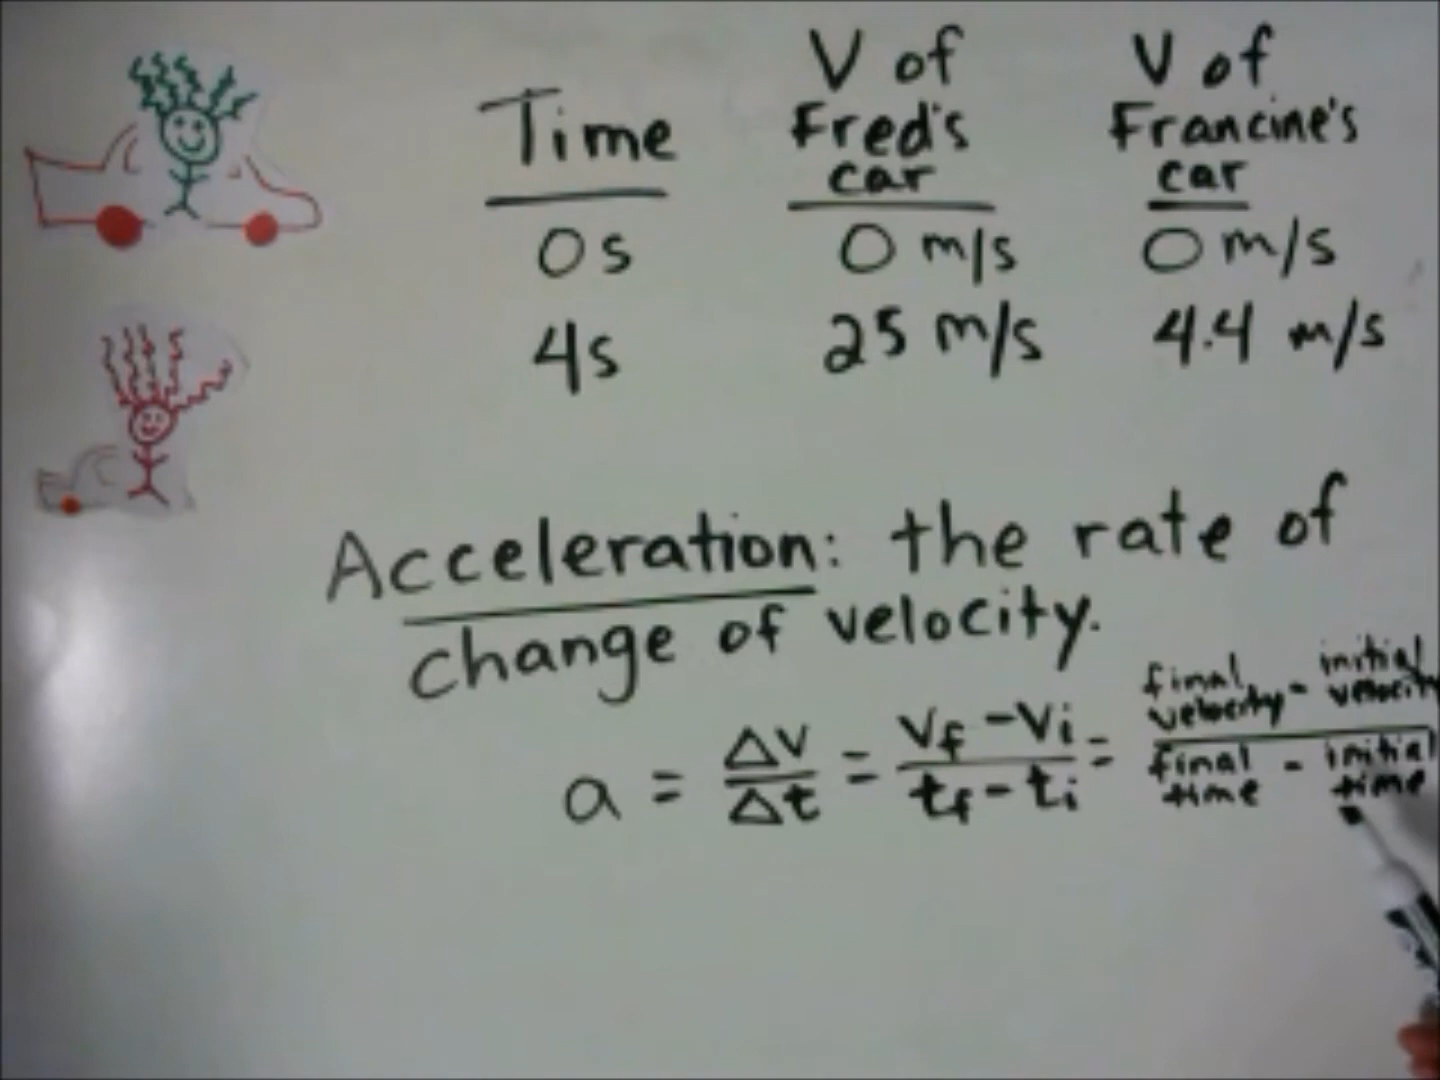 Time
V of Fred's car
V of Francine's car
0s 0 m/s 0 m/s
4s 25 m/s 4.4 m/s
Acceleration: the rate of
change of velocity.
a = Δv/Δt = (vf - vi)/(tf - ti) = (final velocity - initial velocity)/(final time - initial time)